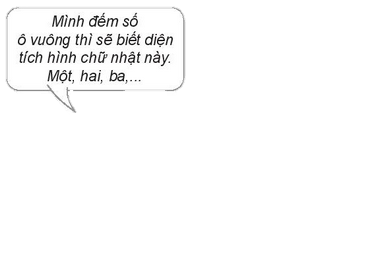 Mình đếm số
ô vuông thì sẽ biết diện
tích hình chữ nhật này.
Một, hai, ba,...